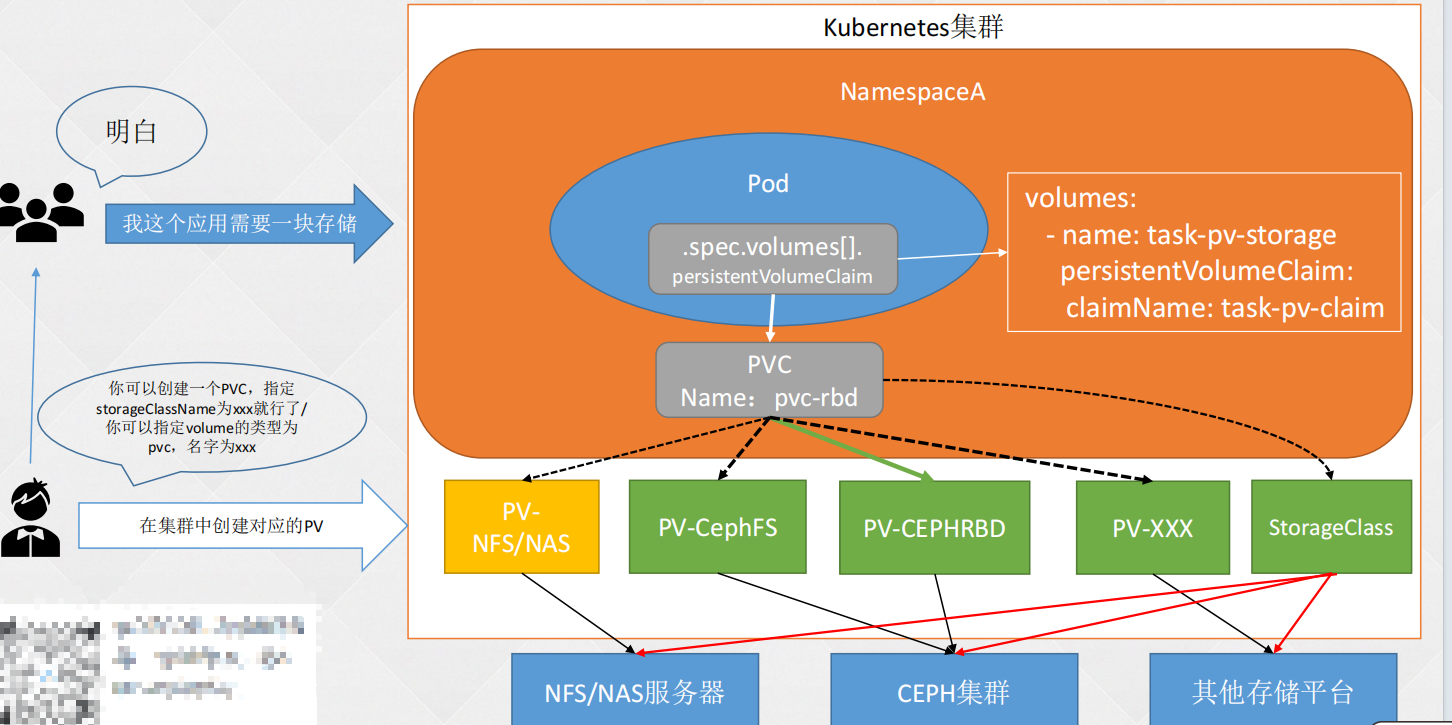 Kubernetes集群
NamespaceA
明白
Pod
我这个应用需要一块存储
.spec.volumes[].
persistentVolumeClaim
volumes:
- name: task-pv-storage
persistentVolumeClaim:
claimName: task-pv-claim
PVC
Name： pvc-rbd
你可以创建一个PVC，指定
storageClassName为xxx就行了/
你可以指定volume的类型为
pvc，名字为xxx
在集群中创建对应的PV
PV-
NFS/NAS
PV-CephFS
PV-CEPHRBD
PV-XXX
StorageClass
NFS/NAS服务器
CEPH集群
其他存储平台